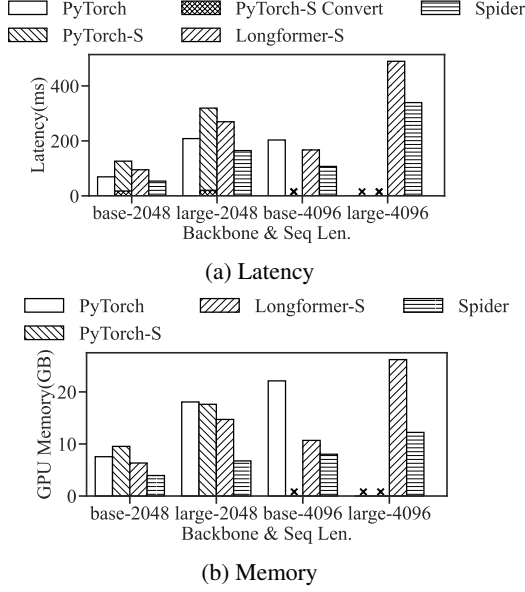 PyTorch PyTorch-S Convert Spider
PyTorch-S Longformer-S
Latency(ms)
400
200
0
base-2048 large-2048 base-4096 large-4096
Backbone & Seq Len.
(a) Latency
PyTorch Longformer-S Spider
PyTorch-S
GPU Memory(GB)
20
10
0
base-2048 large-2048 base-4096 large-4096
Backbone & Seq Len.
(b) Memory